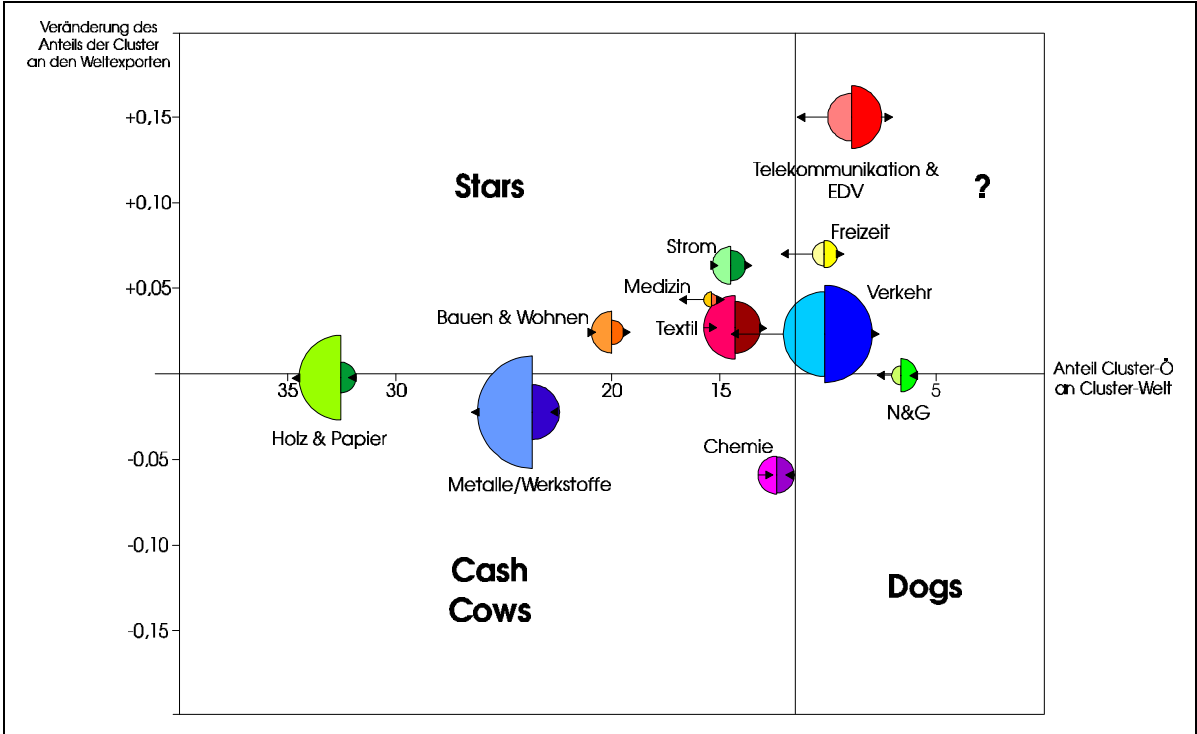 Veränderung des
Anteils der Cluster
an den Weltexporten
+0,15
Telekommunikation &
EDV
Stars
?
+0,10
Freizeit
Strom
+0,05
Medizin
Verkehr
Bauen & Wohnen
Textil
Anteil Cluster-Ö
an Cluster-Welt
35
30
20
15
5
N&G
Holz & Papier
Chemie
-0,05
Metalle/Werkstoffe
-0,10
Cash
Cows
Dogs
-0,15